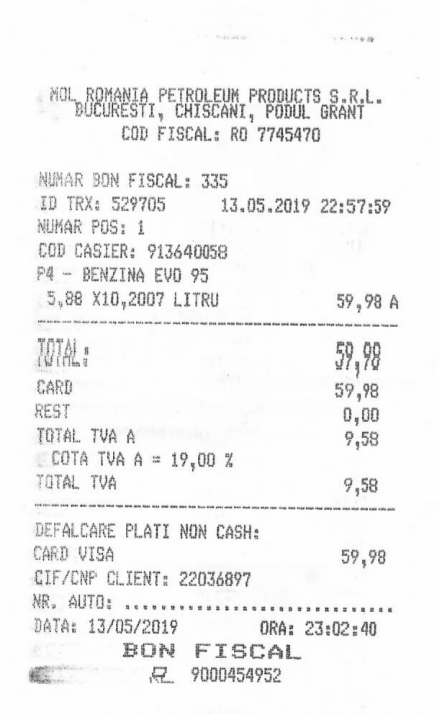 MOL ROMANIA PETROLEUM PRODUCTS S.R.L.
BUCURESTI, CHISCANI, PODUL GRANT
COD FISCAL: RO 7745470
NUMAR BON FISCAL: 335
ID TRX: 529705 13.05.2019 22:57:59
NUMAR POS: 1
COD CASIER: 913640058
P4 - BENZINA EVO 95
5,88 X10,2007 LITRU 59,98 A
TOTAL:
CARD 59,98
REST 0,00
TOTAL TVA A 9,58
COTA TVA A = 19,00 %
TOTAL TVA 9,58
DEFALCARE PLATI NON CASH:
CARD VISA 59,98
CIF/CNP CLIENT: 22036897
NR. AUTO: ................................
DATA: 13/05/2019 ORA: 23:02:40
BON FISCAL
9000454952